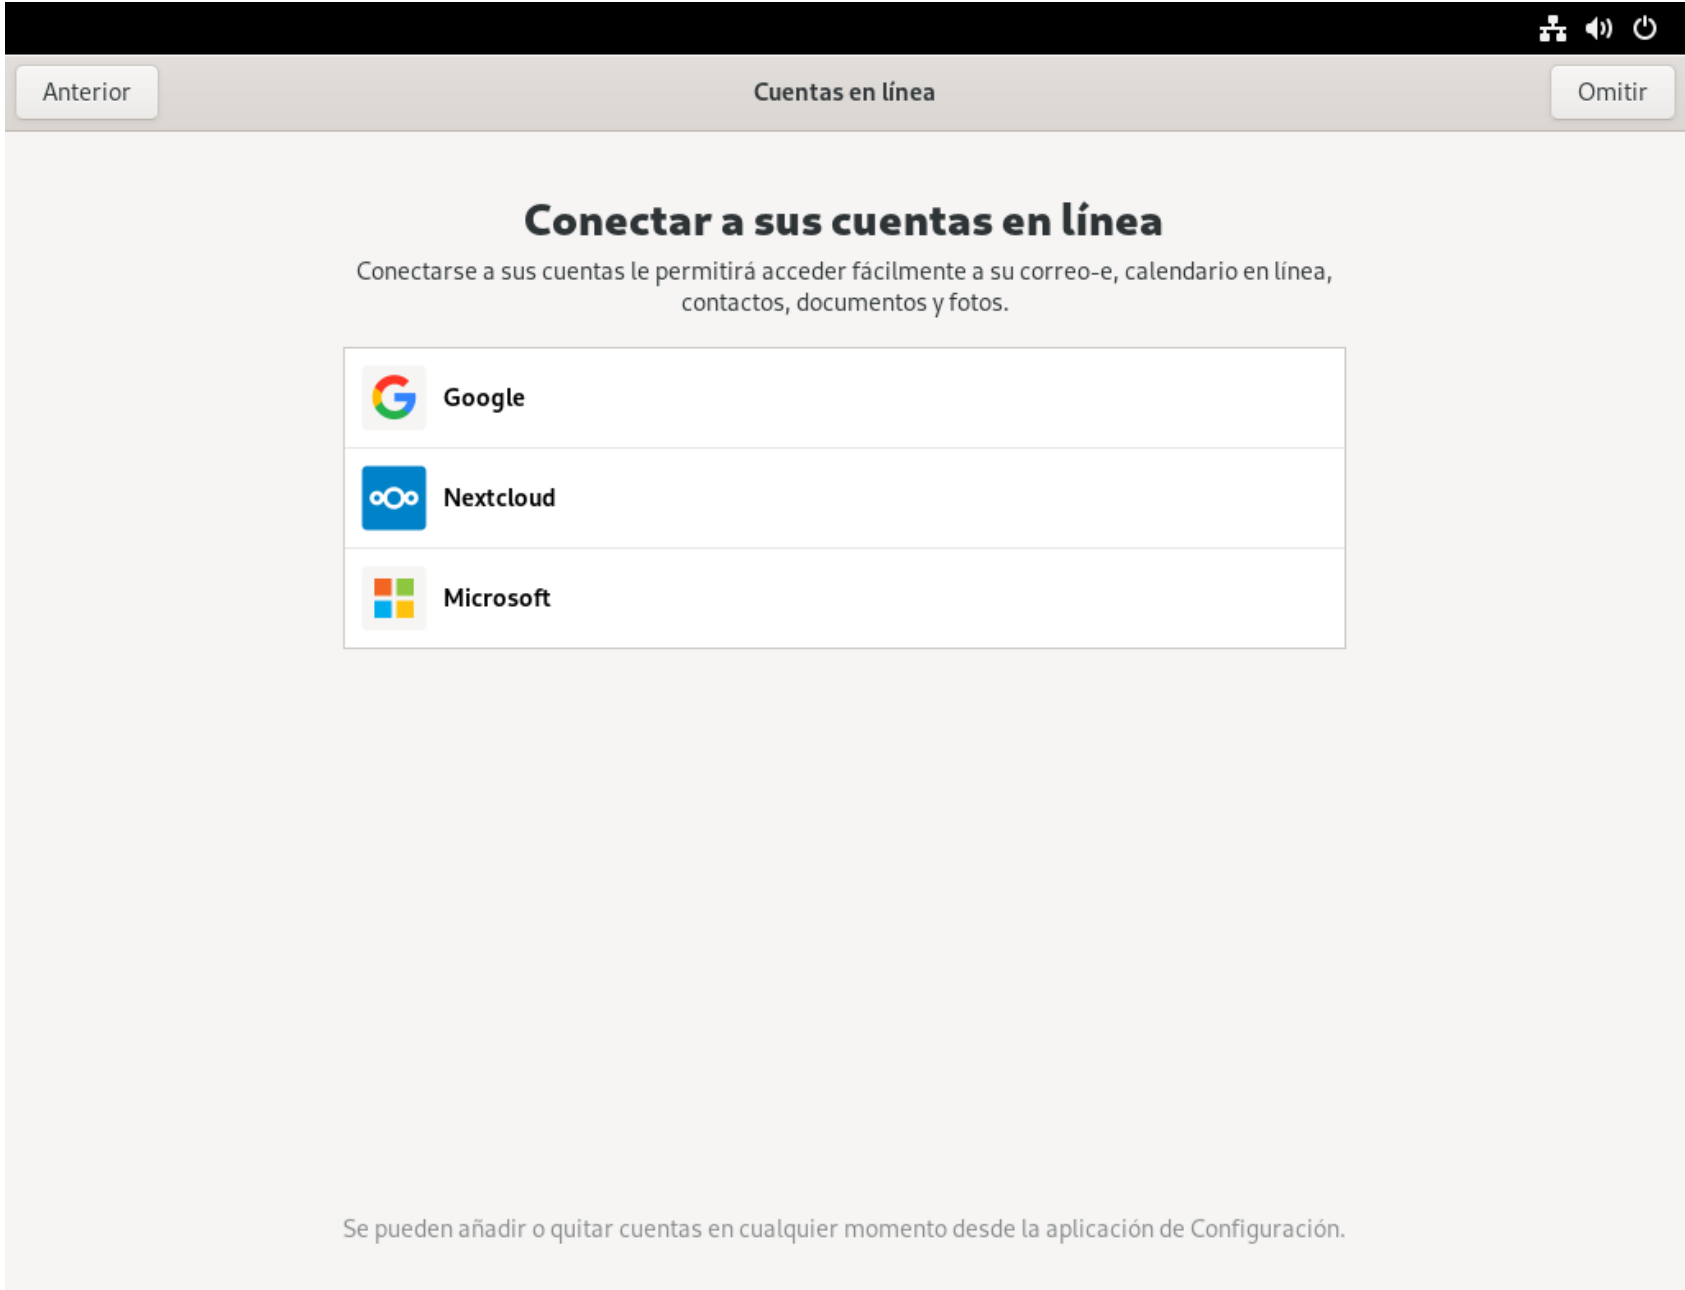 Anterior
Cuentas en línea
Omitir
Conectar a sus cuentas en línea
Conectarse a sus cuentas le permitirá acceder fácilmente a su correo-e, calendario en línea,
contactos, documentos y fotos.
Google
Nextcloud
Microsoft
Se pueden añadir o quitar cuentas en cualquier momento desde la aplicación de Configuración.